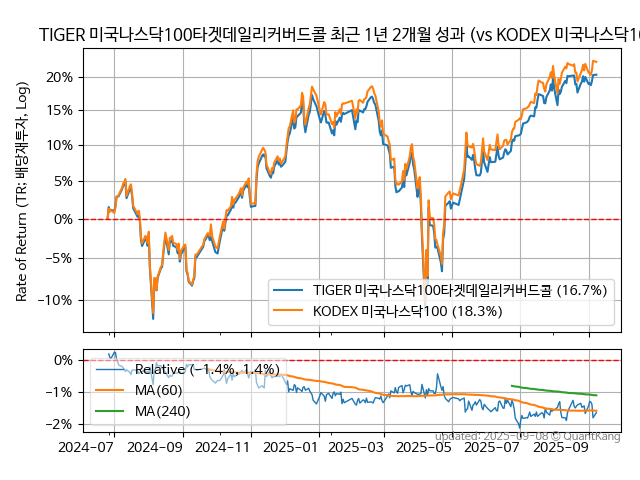 TIGER 미국나스닥100타겟데일리커버드콜 최근 1년 2개월 성과 (vs KODEX 미국나스닥10
Rate of Return (TR: 배당재투자, Log)
20%
15%
10%
5%
0%
−5%
−10%
TIGER 미국나스닥100타겟데일리커버드콜 (16.7%)
KODEX 미국나스닥100 (18.3%)
0%
−1%
−2%
Relative (−1.4%, 1.4%)
MA(60)
MA(240)
2024-07 2024-09 2024-11 2025-01 2025-03 2025-05 2025-07 2025-09
updated: 2025-09-08 © QuantKang